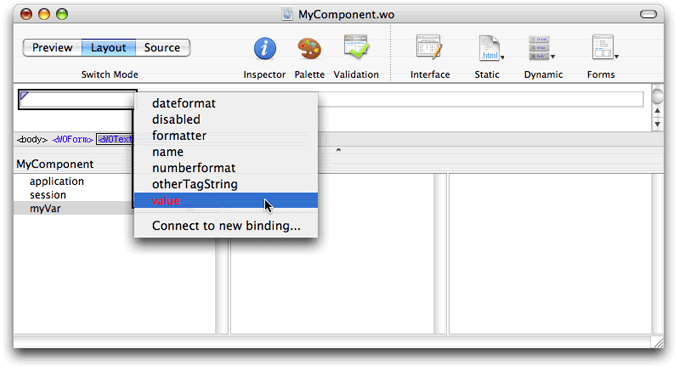 MyComponent.wo
Preview Layout Source
Switch Mode
Inspector Palette Validation Interface Static Dynamic Forms
.html
dateformat
disabled
formatter
name
numberformat
otherTagString
value
Connect to new binding...
<body> <WOForm> <WOText
MyComponent
application
session
myVar